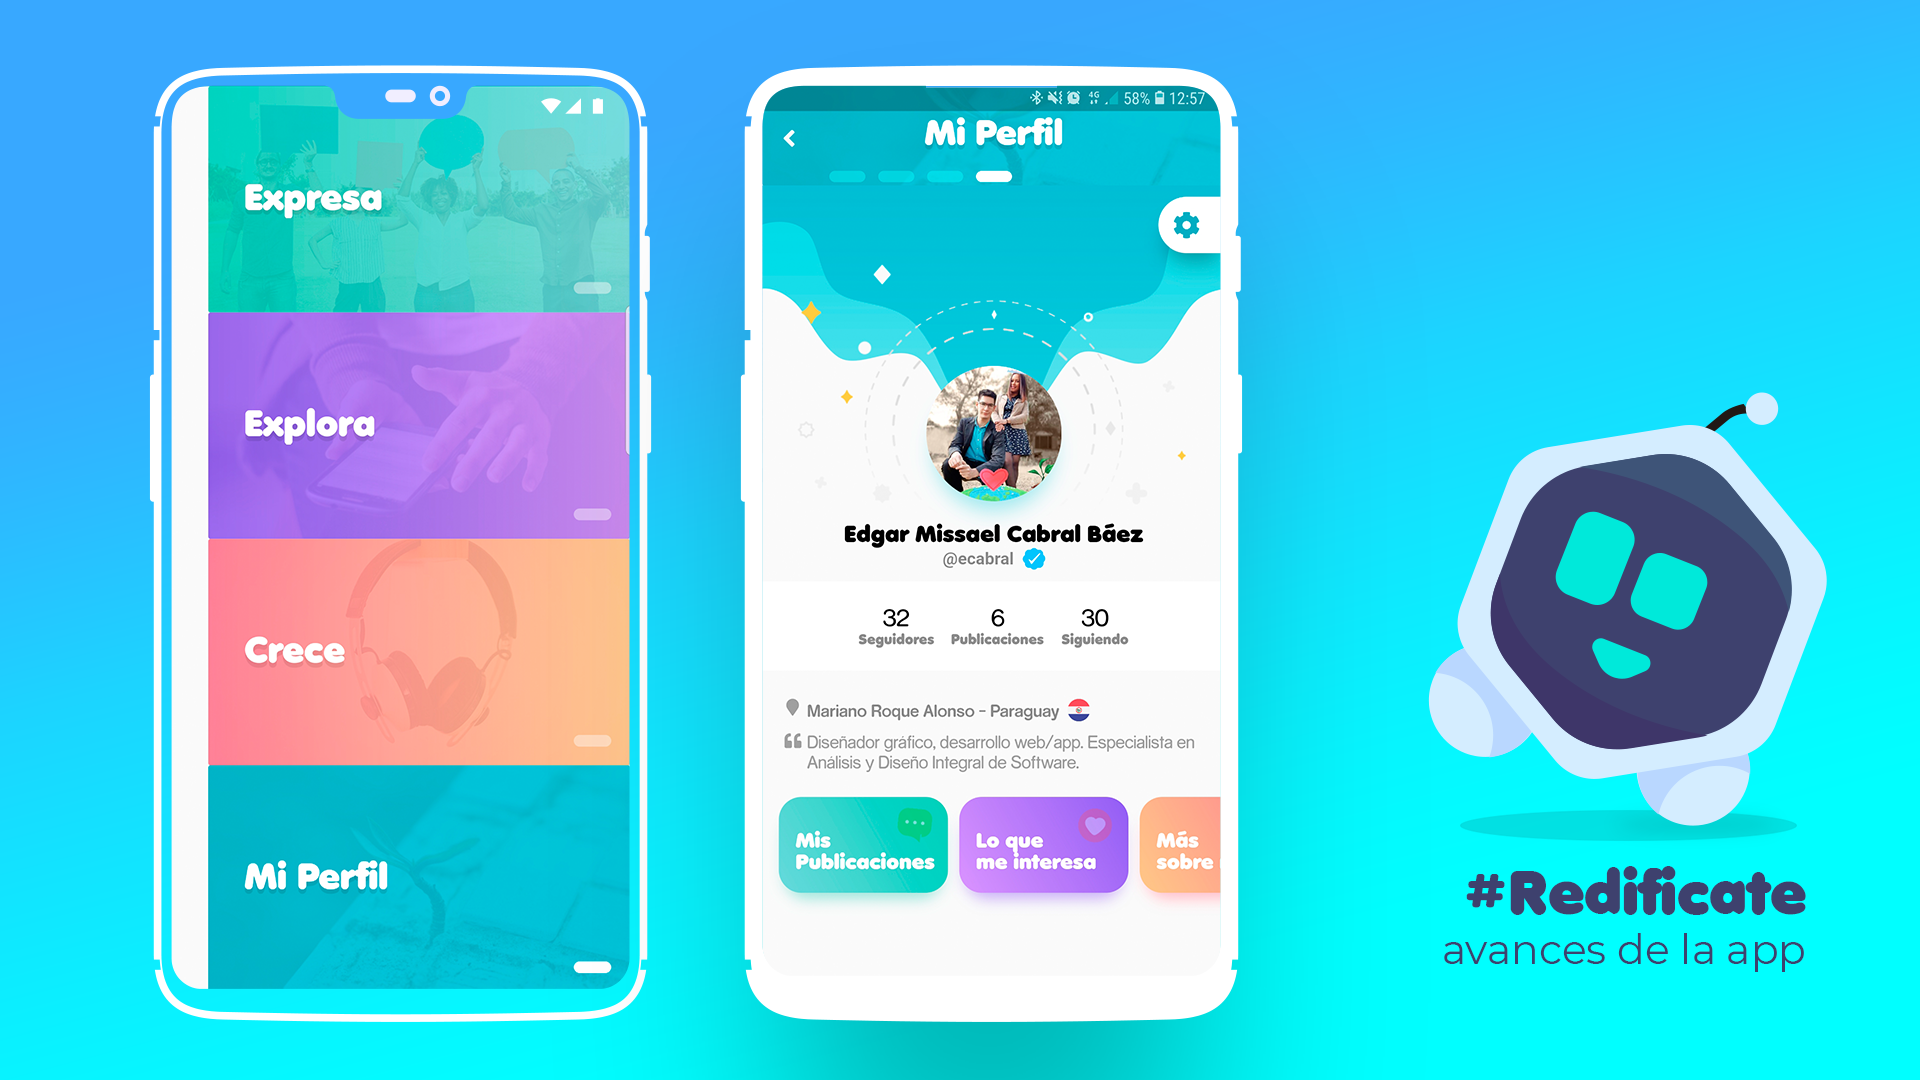 Expresa
Explora
Crece
Mi Perfil
4G 58% 12:57
Mi Perfil
Edgar Missael Cabral Báez
@ecabral
32 6 30
Seguidores Publicaciones Siguiendo
Mariano Roque Alonso - Paraguay
Diseñador gráfico, desarrollo web/app. Especialista en
Análisis y Diseño Integral de Software.
Mis
Publicaciones
Lo que
me interesa
Más
sobre
#Redificate
avances de la app